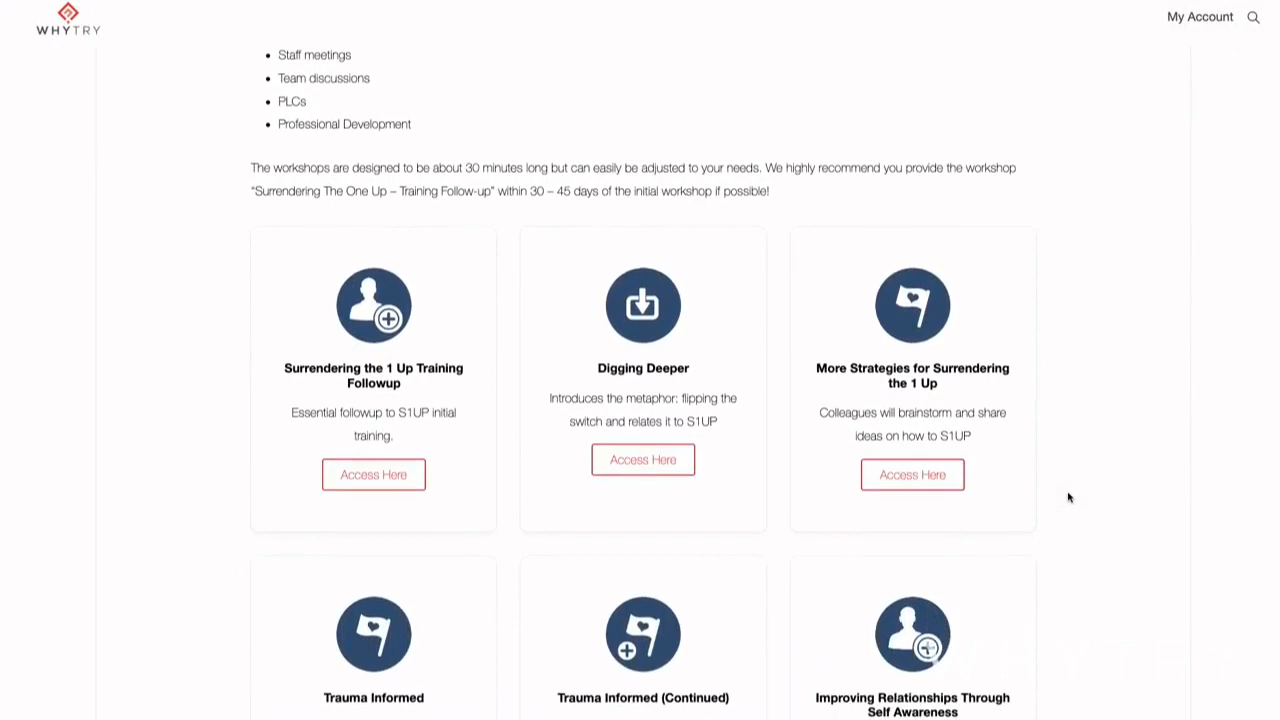 WHYTRY
My Account
Staff meetings
Team discussions
PLCs
Professional Development
The workshops are designed to be about 30 minutes long but can easily be adjusted to your needs. We highly recommend you provide the workshop
"Surrendering The One Up – Training Follow-up" within 30 – 45 days of the initial workshop if possible!
Surrendering the 1 Up Training
Followup
Essential followup to S1UP initial
training.
Access Here
Digging Deeper
Introduces the metaphor: flipping the
switch and relates it to S1UP
Access Here
More Strategies for Surrendering
the 1 Up
Colleagues will brainstorm and share
ideas on how to S1UP
Access Here
Trauma Informed
Trauma Informed (Continued)
Improving Relationships Through
Self Awareness